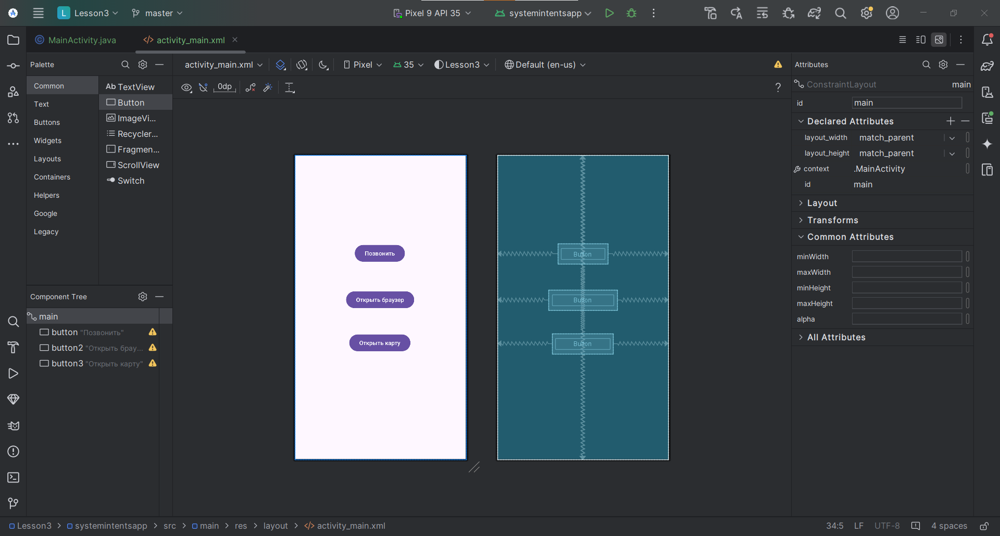 L Lesson3 master Pixel 9 API 35 systemintentsapp
MainActivity.java activity_main.xml
Palette
Common
Text
Buttons
Widgets
Layouts
Containers
Helpers
Google
Legacy
Ab TextView
Button
ImageVi...
Recycler...
Fragmen...
ScrollView
Switch
Component Tree
main
button "Позвонить"
button2 "Открыть брау...
button3 "Открыть карту"
activity_main.xml Pixel 35 Lesson3 Default (en-us)
0dp ?
Позвонить
Открыть браузер
Открыть карту
Button
Button
Button
Attributes
ConstraintLayout main
id main
Declared Attributes
layout_width match_parent
layout_height match_parent
context .MainActivity
id main
Layout
Transforms
Common Attributes
minWidth
maxWidth
minHeight
maxHeight
alpha
All Attributes
Lesson3 > systemintentsapp > src > main > res > layout > activity_main.xml 34:5 LF UTF-8 4 spaces